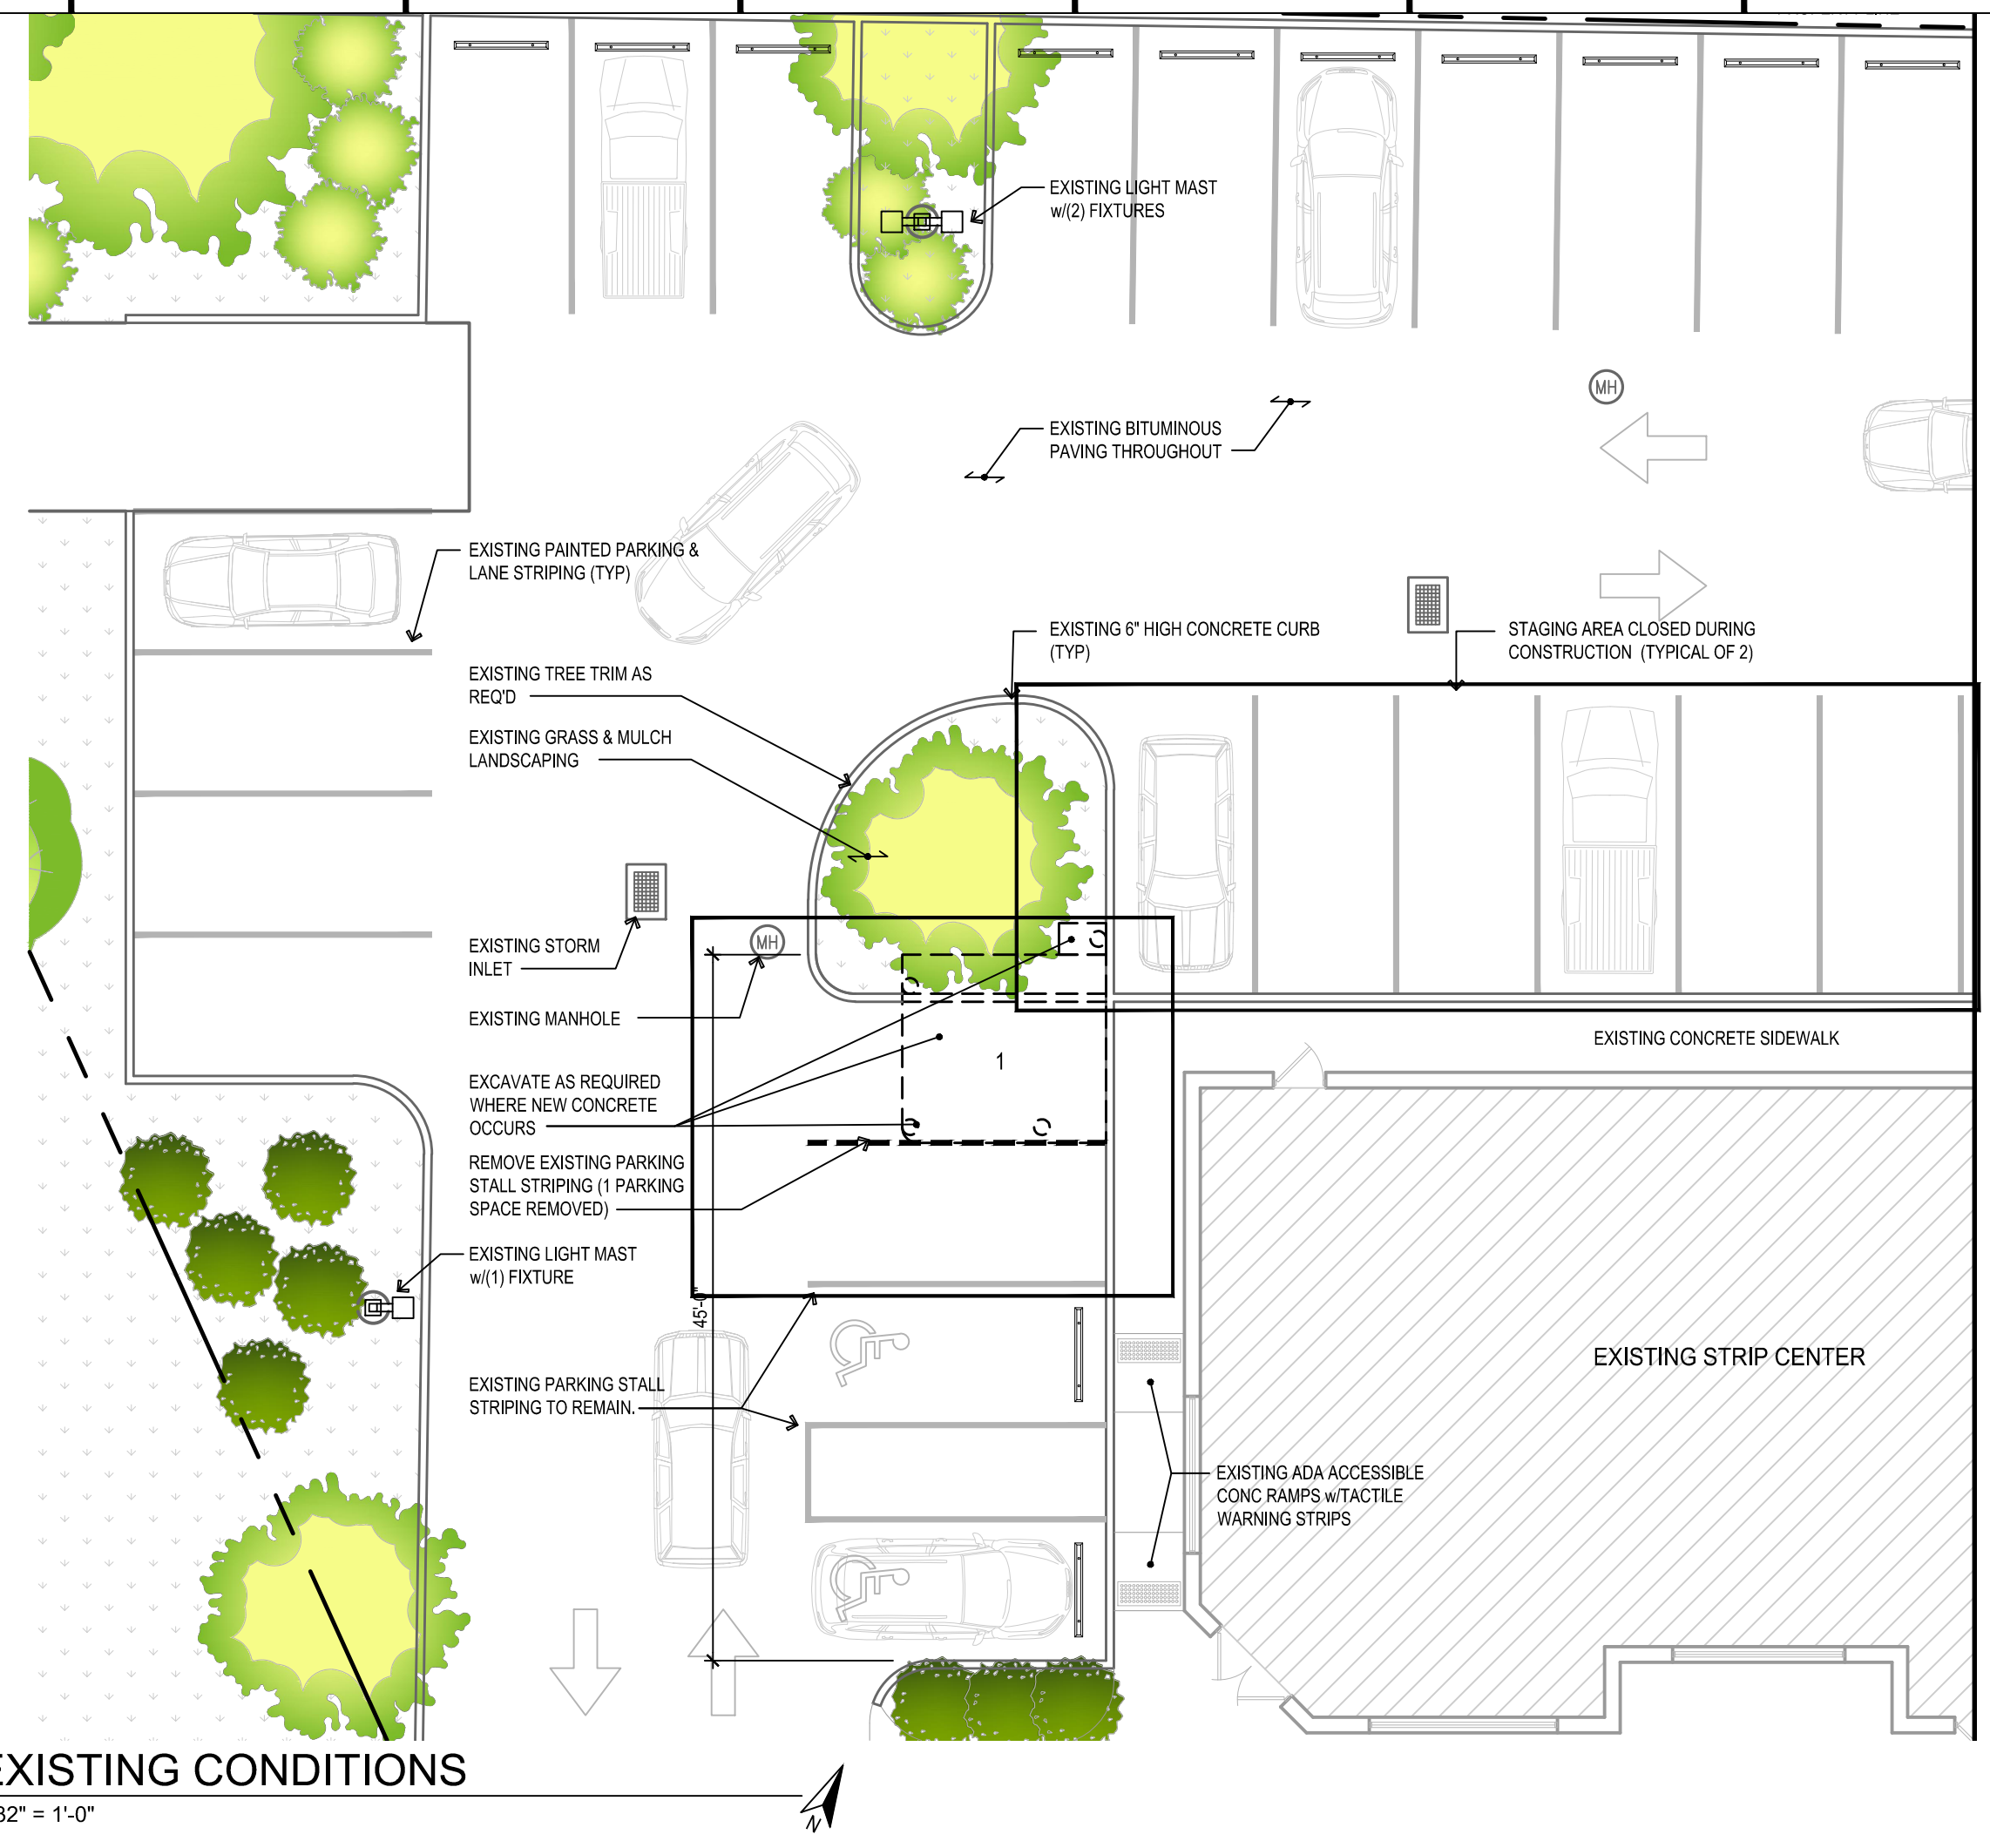 EXISTING LIGHT MAST
w/(2) FIXTURES
MH
EXISTING BITUMINOUS
PAVING THROUGHOUT
EXISTING PAINTED PARKING &
LANE STRIPING (TYP)
EXISTING 6" HIGH CONCRETE CURB
(TYP)
STAGING AREA CLOSED DURING
CONSTRUCTION (TYPICAL OF 2)
EXISTING TREE TRIM AS
REQ'D
EXISTING GRASS & MULCH
LANDSCAPING
EXISTING STORM
INLET
MH
EXISTING MANHOLE
EXISTING CONCRETE SIDEWALK
1
EXCAVATE AS REQUIRED
WHERE NEW CONCRETE
OCCURS
REMOVE EXISTING PARKING
STALL STRIPING (1 PARKING
SPACE REMOVED)
EXISTING LIGHT MAST
w/(1) FIXTURE
45'-0"
EXISTING STRIP CENTER
EXISTING PARKING STALL
STRIPING TO REMAIN.
EXISTING ADA ACCESSIBLE
CONC RAMPS w/TACTILE
WARNING STRIPS
EXISTING CONDITIONS
32" = 1'-0"
N